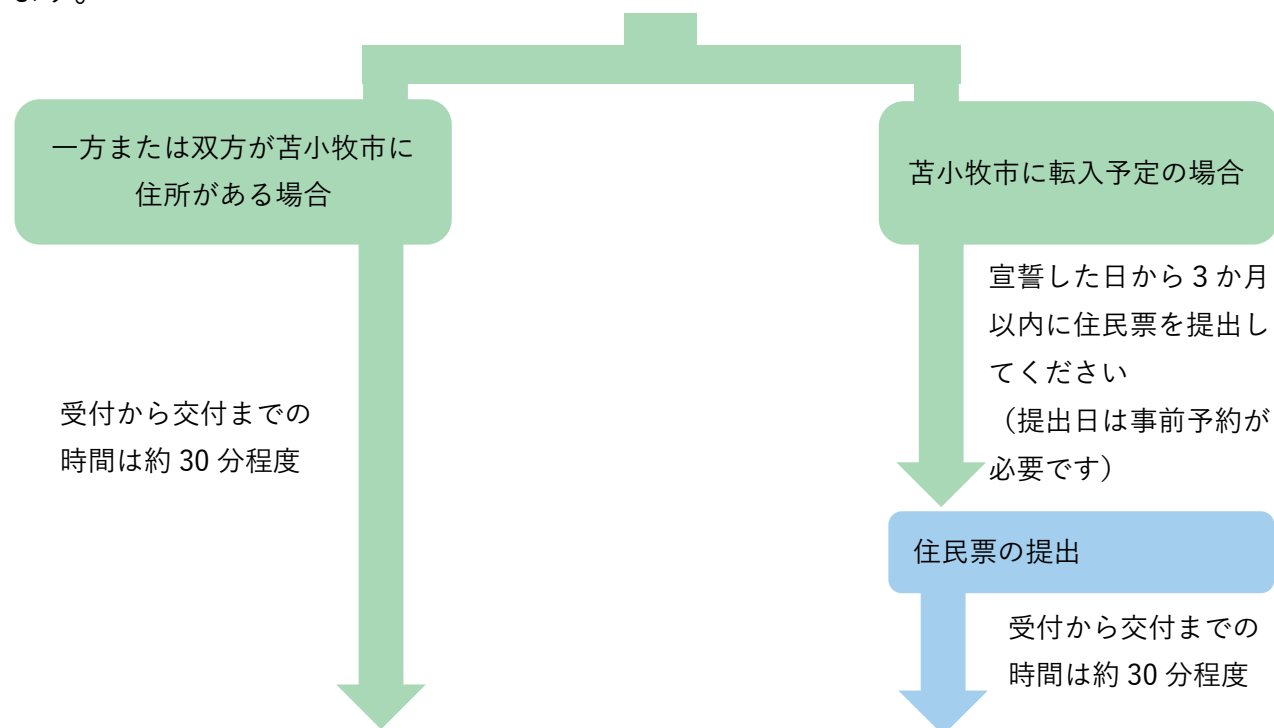 ます。
一方または双方が苫小牧市に
住所がある場合
苫小牧市に転入予定の場合
宣誓した日から3か月
以内に住民票を提出し
てください
（提出日は事前予約が
必要です）
受付から交付までの
時間は約 30 分程度
住民票の提出
受付から交付までの
時間は約 30 分程度